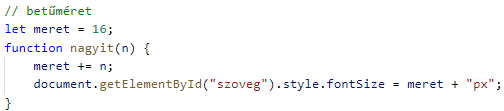 // betűméret
let meret = 16;
function nagyit(n) {
    meret += n;
    document.getElementById("szoveg").style.fontSize = meret + "px";
}